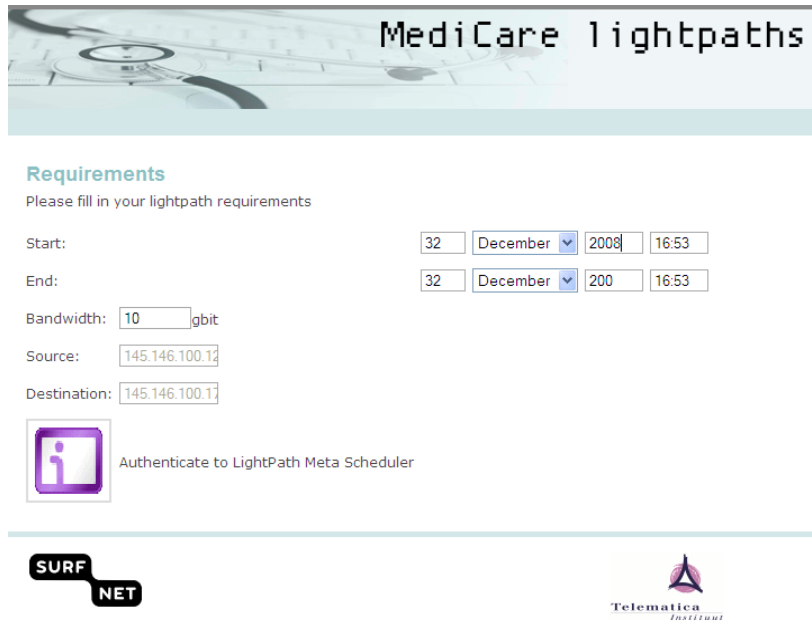 MediCare lightpaths
Requirements
Please fill in your lightpath requirements
Start: 32 December 2008 16:53
End: 32 December 200 16:53
Bandwidth: 10 gbit
Source: 145.146.100.12
Destination: 145.146.100.17
Authenticate to LightPath Meta Scheduler
SURF
NET
Telematica
Instituut